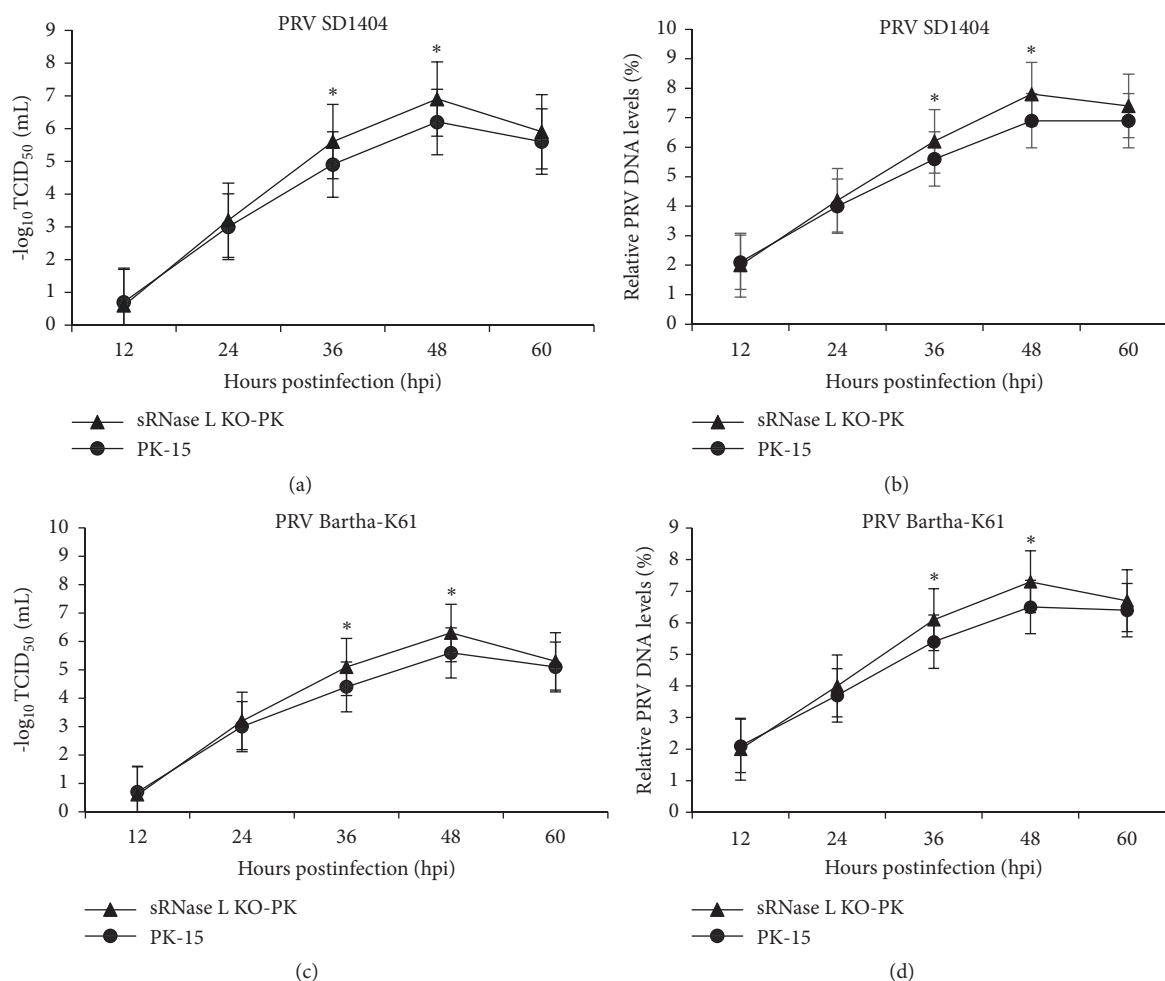 PRV SD1404
-log10 TCID50 (mL)
9
8
7
6
5
4
3
2
1
0
* *
12 24 36 48 60
Hours postinfection (hpi)
sRNase L KO-PK
PK-15
(a)
PRV SD1404
Relative PRV DNA levels (%)
10
9
8
7
6
5
4
3
2
1
0
* *
12 24 36 48 60
Hours postinfection (hpi)
sRNase L KO-PK
PK-15
(b)
PRV Bartha-K61
-log10 TCID50 (mL)
10
9
8
7
6
5
4
3
2
1
0
* *
12 24 36 48 60
Hours postinfection (hpi)
sRNase L KO-PK
PK-15
(c)
PRV Bartha-K61
Relative PRV DNA levels (%)
9
8
7
6
5
4
3
2
1
0
* *
12 24 36 48 60
Hours postinfection (hpi)
sRNase L KO-PK
PK-15
(d)